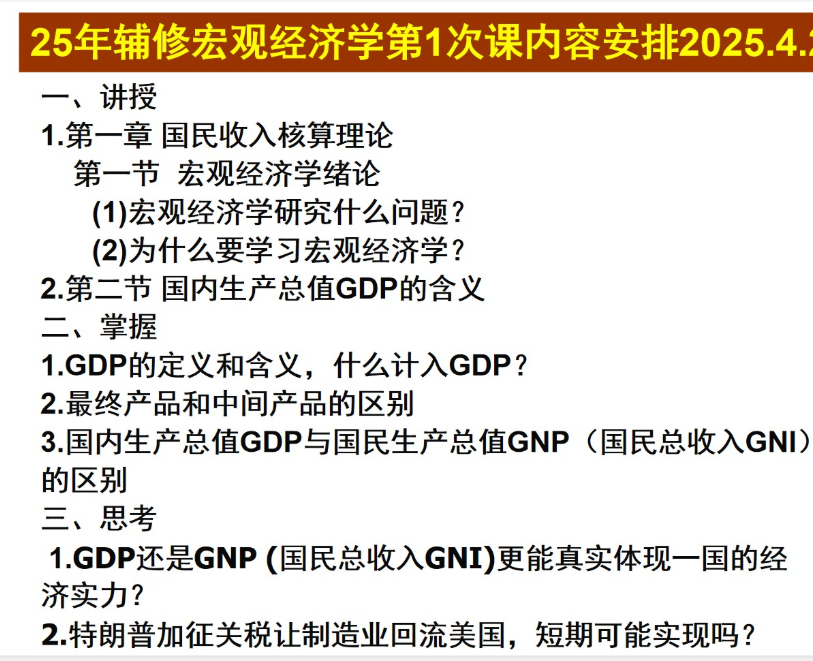 25年辅修宏观经济学第1次课内容安排2025.4.
一、讲授
1.第一章 国民收入核算理论
第一节 宏观经济学绪论
(1)宏观经济学研究什么问题?
(2)为什么要学习宏观经济学?
2.第二节 国内生产总值GDP的含义
二、掌握
1.GDP的定义和含义，什么计入GDP?
2.最终产品和中间产品的区别
3.国内生产总值GDP与国民生产总值GNP（国民总收入GNI）
的区别
三、思考
1.GDP还是GNP (国民总收入GNI)更能真实体现一国的经
济实力?
2.特朗普加征关税让制造业回流美国，短期可能实现吗?